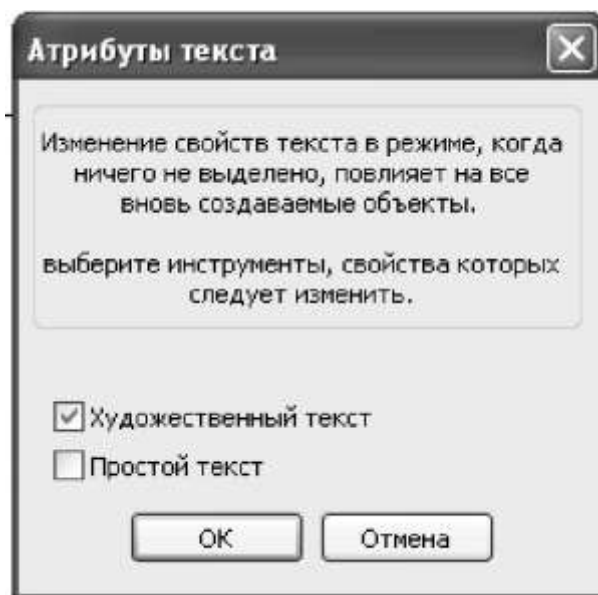 Атрибуты текста
Изменение свойств текста в режиме, когда
ничего не выделено, повлияет на все
вновь создаваемые объекты.
выберите инструменты, свойства которых
следует изменить.
Художественный текст
Простой текст
ОК
Отмена